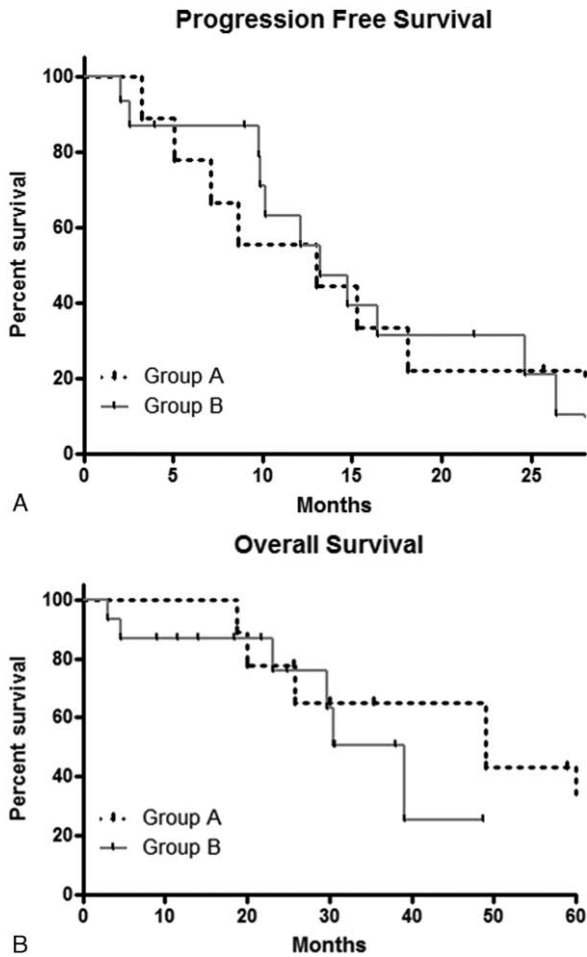 Progression Free Survival
Percent survival
100
80
60
40
20
0
Group A
Group B
0 5 10 15 20 25
Months
A
Overall Survival
Percent survival
100
80
60
40
20
0
Group A
Group B
0 10 20 30 40 50 60
Months
B